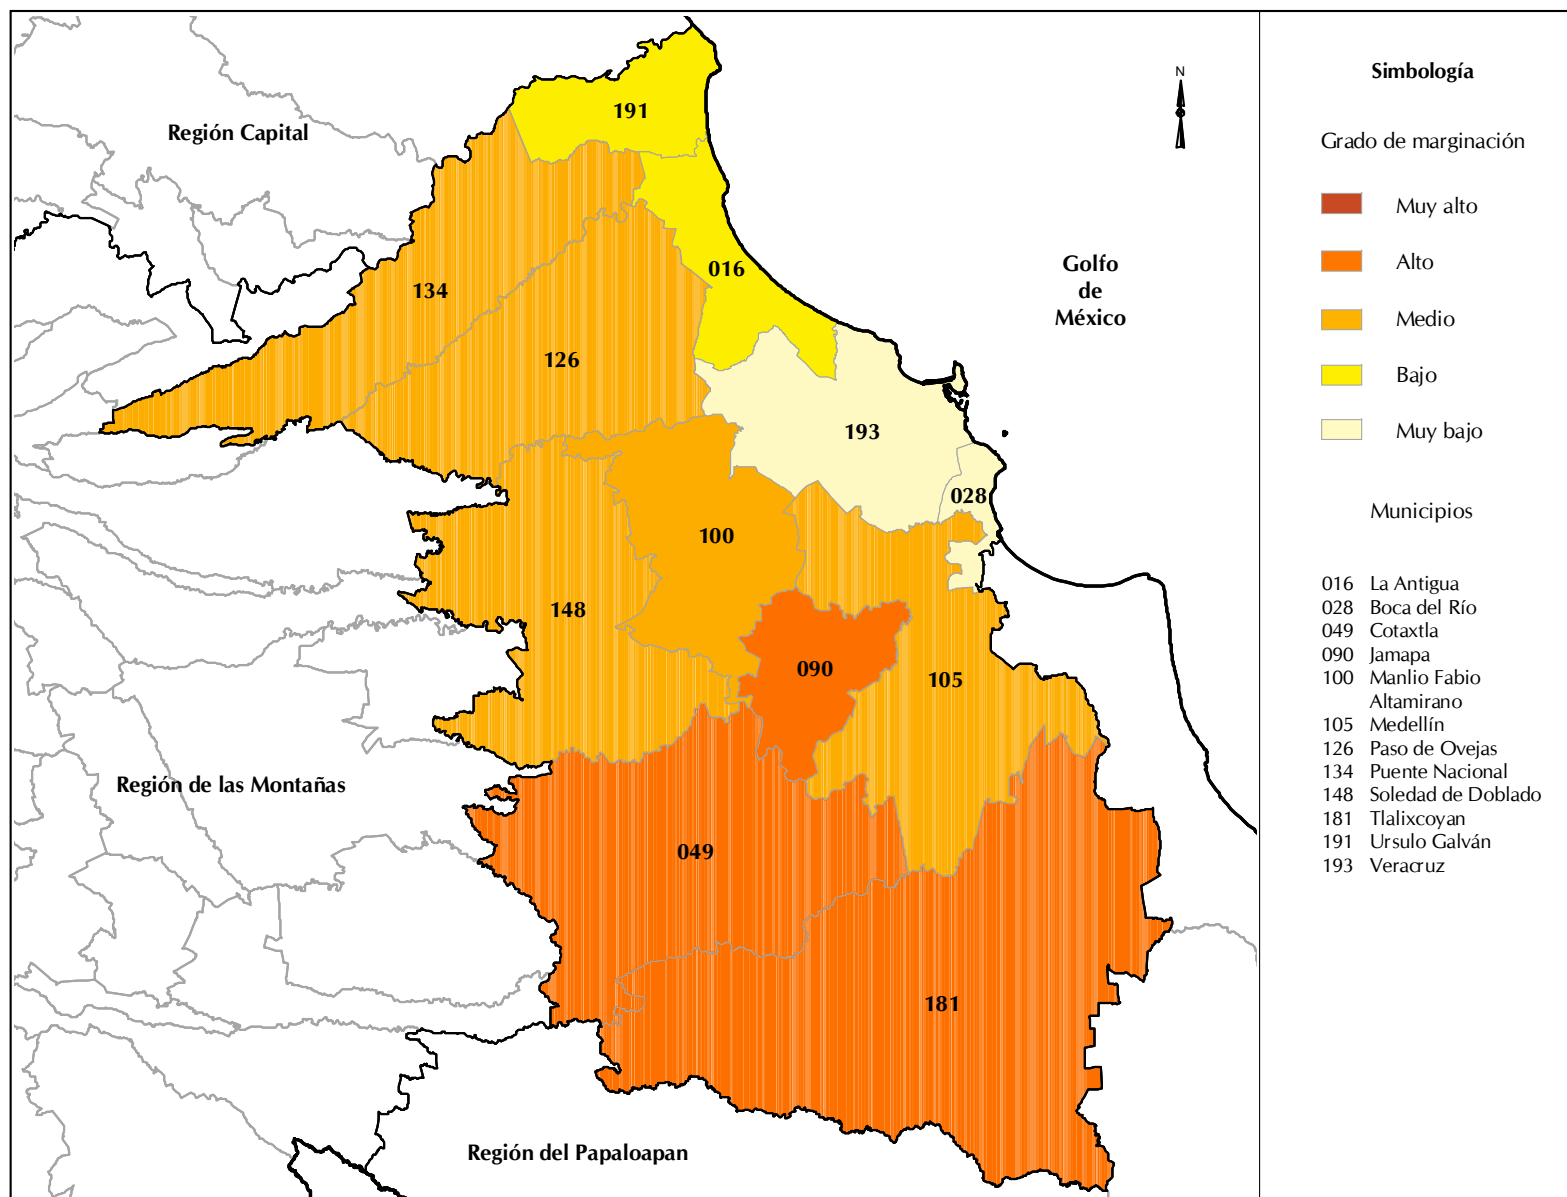 191
Región Capital
016
134
Golfo
de
México
126
193
028
100
148
090
105
Región de las Montañas
049
181
Región del Papaloapan
N
Simbología
Grado de marginación
Muy alto
Alto
Medio
Bajo
Muy bajo
Municipios
016 La Antigua
028 Boca del Río
049 Cotaxtla
090 Jamapa
100 Manlio Fabio
Altamirano
105 Medellín
126 Paso de Ovejas
134 Puente Nacional
148 Soledad de Doblado
181 Tlalixcoyan
191 Ursulo Galván
193 Veracruz